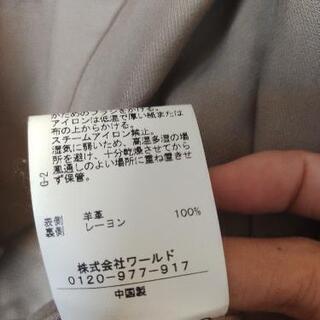 アイロンは低温で厚い紙または
布の上からかける。
スチームアイロン禁止。
湿気に弱いため、高温多湿の場
所を避け、十分乾燥させてから
風通しのよい場所に重ね置きせ
ず保管。
G-2
表側 羊革 100%
裏側 レーヨン
株式会社ワールド
0120-977-917
中国製